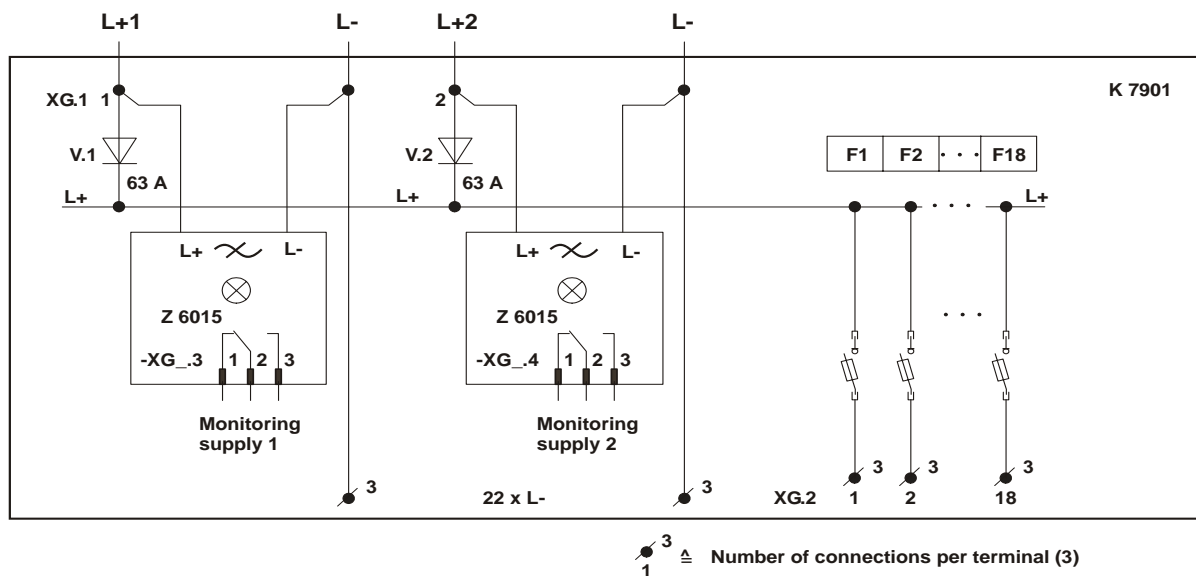 L+1 L- L+2 L-
K 7901
XG.1 1 2
V.1 V.2 F1 F2 · · · F18
63 A 63 A
L+ L+ · · · L+
L+ L- L+ L-
Z 6015 Z 6015 · · ·
-XG_.3 1 2 3 -XG_.4 1 2 3
Monitoring Monitoring
supply 1 supply 2
3 3 3
3 22 x L- 3 XG.2 1 2 18
3
1 ≙ Number of connections per terminal (3)